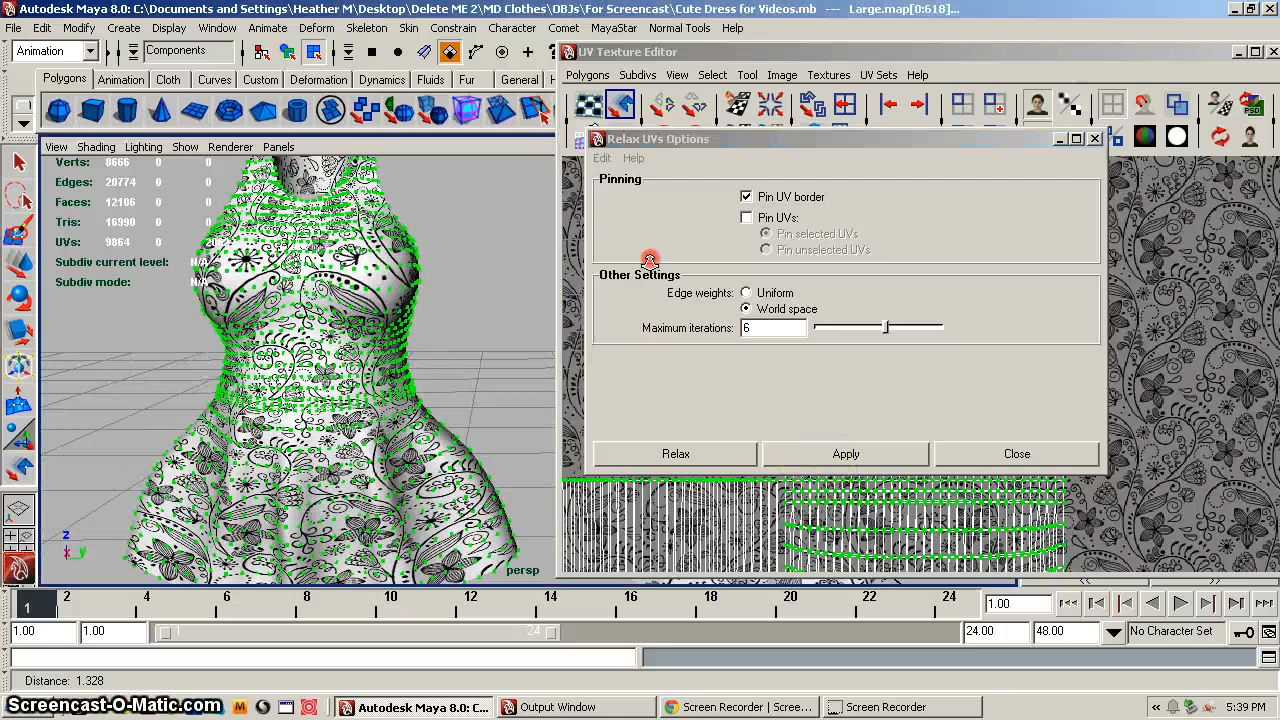 Autodesk Maya 8.0: C:\Documents and Settings\Heather M\Desktop\Delete ME 2\MD Clothes\OBJs\For Screencast\Cute Dress for Videos.mb --- Large.map[0:618]...
File Edit Modify Create Display Window Animate Deform Skeleton Skin Constrain Character Comet MayaStar Normal Tools Help
Animation Components
UV Texture Editor
Polygons Animation Cloth Curves Custom Deformation Dynamics Fluids Fur General
Polygons Subdivs View Select Tool Image Textures UV Sets Help
PSD
Relax UVs Options
View Shading Lighting Show Renderer Panels
Edit Help
Verts: 8666 0 0
Edges: 20774 0 0
Faces: 12106 0 0
Tris: 16990 0 0
UVs: 9864 0
Subdiv current level: N/A
Subdiv mode: N/A
Pinning
Pin UV border
Pin UVs:
Pin selected UVs
Pin unselected UVs
Other Settings
Edge weights: Uniform
World space
Maximum iterations: 6
Relax Apply Close
z
x y
persp
1 2 4 6 8 10 12 14 16 18 20 22 24 1.00
1.00 1.00 1 24 24.00 48.00 No Character Set
Distance: 1.328
Screencast-O-Matic.com
Autodesk Maya 8.0: C:... Output Window Screen Recorder | Scree... Screen Recorder « 5:39 PM